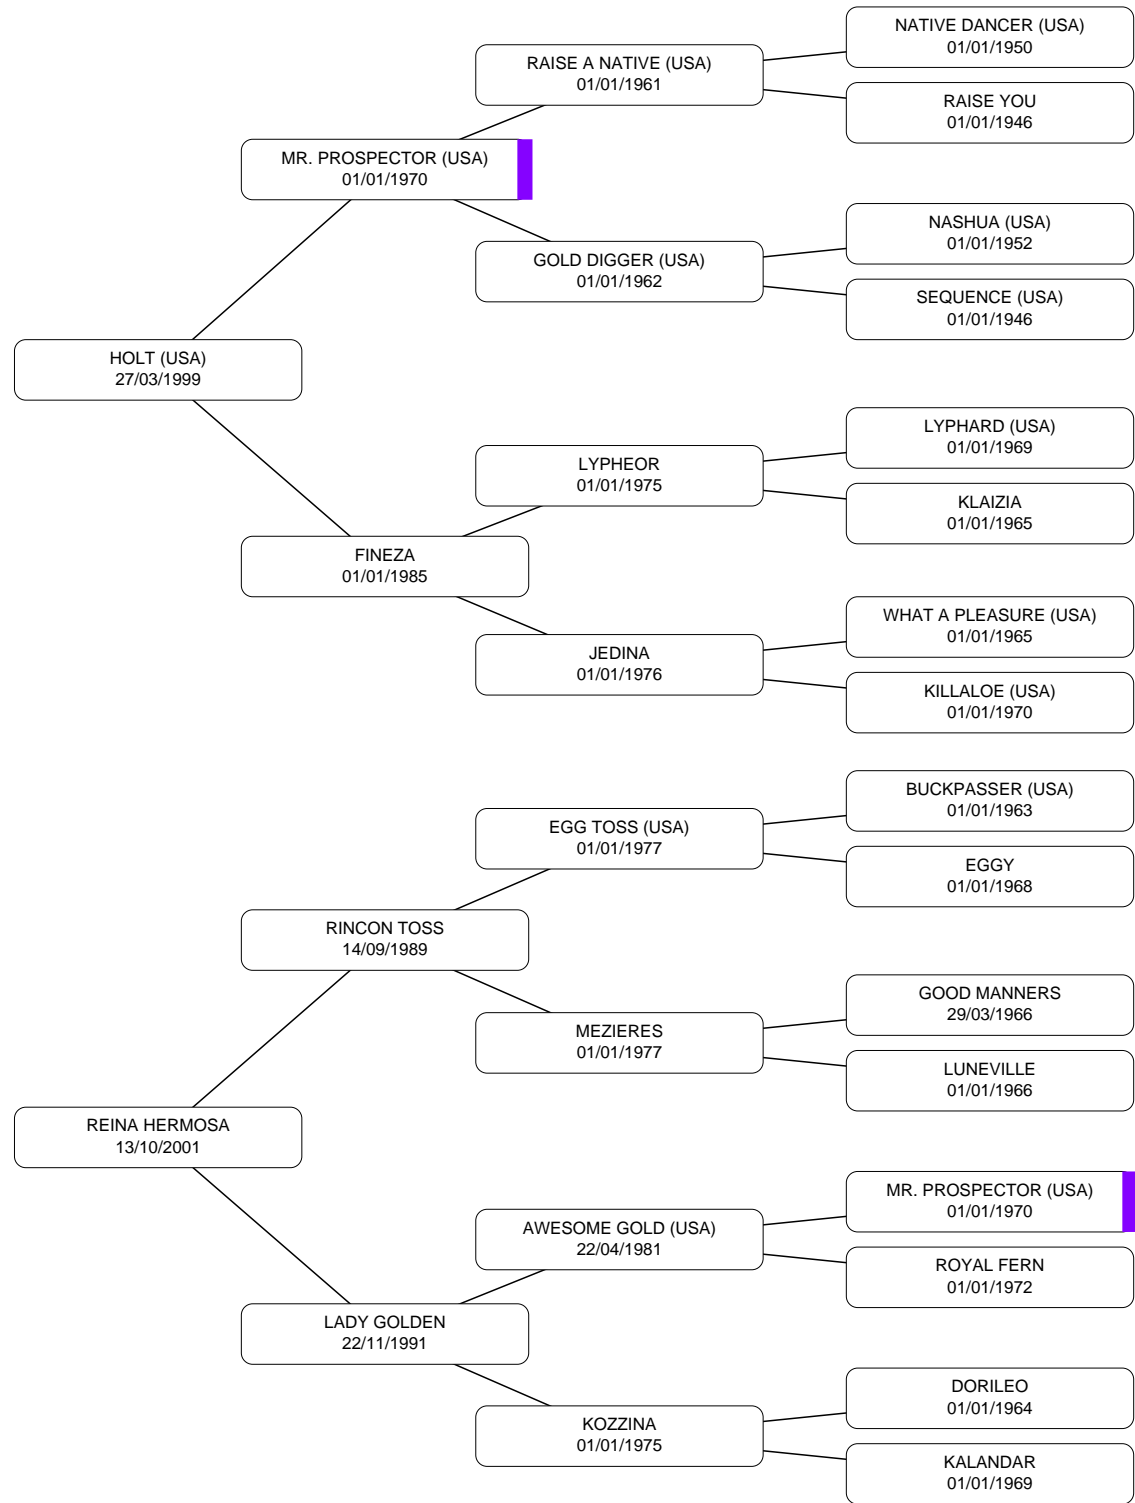 NATIVE DANCER (USA)
01/01/1950
RAISE A NATIVE (USA)
01/01/1961
RAISE YOU
01/01/1946
MR. PROSPECTOR (USA)
01/01/1970
NASHUA (USA)
01/01/1952
GOLD DIGGER (USA)
01/01/1962
SEQUENCE (USA)
01/01/1946
HOLT (USA)
27/03/1999
LYPHARD (USA)
01/01/1969
LYPHEOR
01/01/1975
KLAIZIA
01/01/1965
FINEZA
01/01/1985
WHAT A PLEASURE (USA)
01/01/1965
JEDINA
01/01/1976
KILLALOE (USA)
01/01/1970
BUCKPASSER (USA)
01/01/1963
EGG TOSS (USA)
01/01/1977
EGGY
01/01/1968
RINCON TOSS
14/09/1989
GOOD MANNERS
29/03/1966
MEZIERES
01/01/1977
LUNEVILLE
01/01/1966
REINA HERMOSA
13/10/2001
MR. PROSPECTOR (USA)
01/01/1970
AWESOME GOLD (USA)
22/04/1981
ROYAL FERN
01/01/1972
LADY GOLDEN
22/11/1991
DORILEO
01/01/1964
KOZZINA
01/01/1975
KALANDAR
01/01/1969